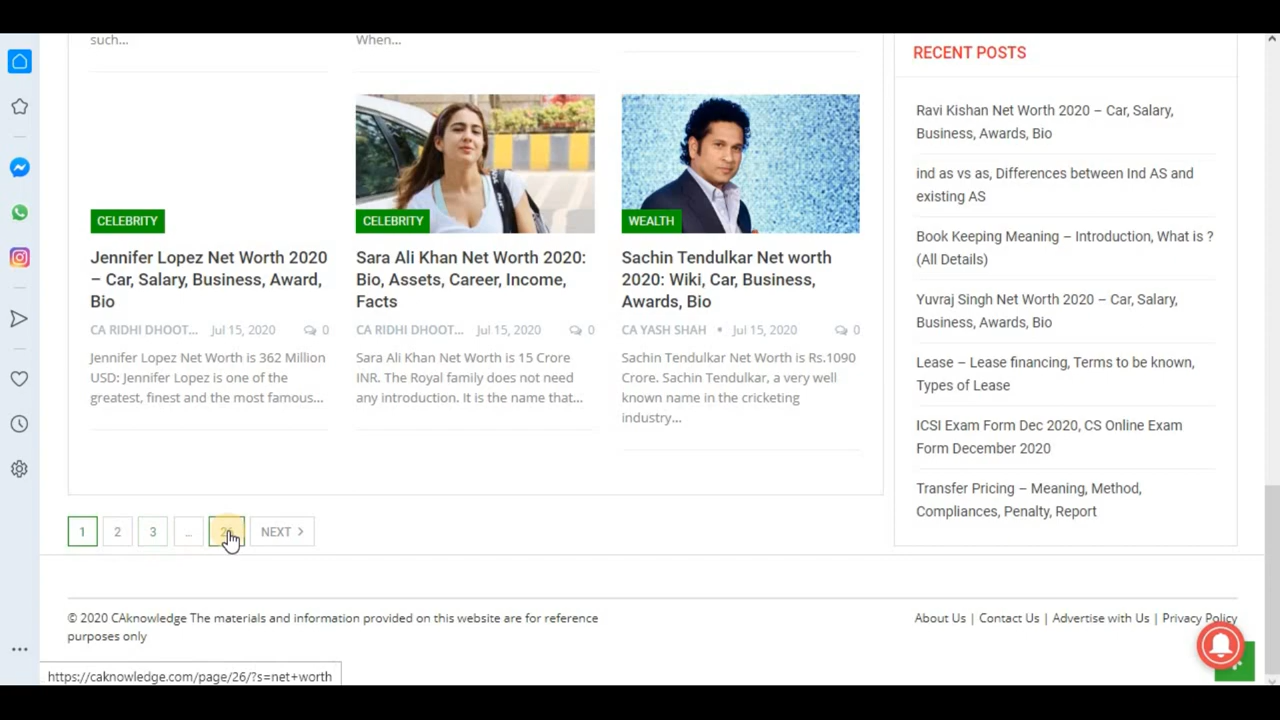 such...
When...
CELEBRITY
Jennifer Lopez Net Worth 2020
– Car, Salary, Business, Award,
Bio
CA RIDHI DHOOT... Jul 15, 2020 0
Jennifer Lopez Net Worth is 362 Million
USD: Jennifer Lopez is one of the
greatest, finest and the most famous...
CELEBRITY
Sara Ali Khan Net Worth 2020:
Bio, Assets, Career, Income,
Facts
CA RIDHI DHOOT... Jul 15, 2020 0
Sara Ali Khan Net Worth is 15 Crore
INR. The Royal family does not need
any introduction. It is the name that...
WEALTH
Sachin Tendulkar Net worth
2020: Wiki, Car, Business,
Awards, Bio
CA YASH SHAH • Jul 15, 2020 0
Sachin Tendulkar Net Worth is Rs.1090
Crore. Sachin Tendulkar, a very well
known name in the cricketing
industry...
1 2 3 ... 26 NEXT >
RECENT POSTS
Ravi Kishan Net Worth 2020 – Car, Salary,
Business, Awards, Bio
ind as vs as, Differences between Ind AS and
existing AS
Book Keeping Meaning – Introduction, What is ?
(All Details)
Yuvraj Singh Net Worth 2020 – Car, Salary,
Business, Awards, Bio
Lease – Lease financing, Terms to be known,
Types of Lease
ICSI Exam Form Dec 2020, CS Online Exam
Form December 2020
Transfer Pricing – Meaning, Method,
Compliances, Penalty, Report
© 2020 CAknowledge The materials and information provided on this website are for reference
purposes only
About Us | Contact Us | Advertise with Us | Privacy Policy
https://caknowledge.com/page/26/?s=net+worth